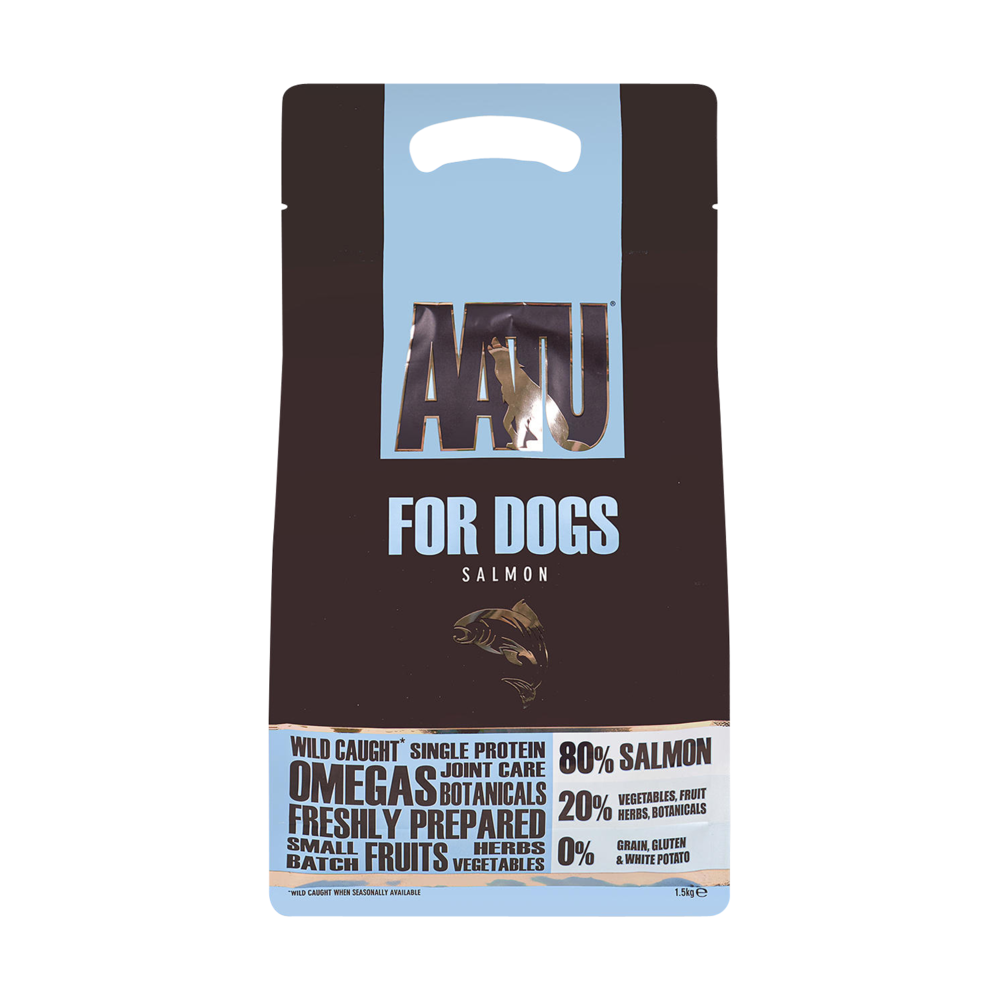 AATU®
FOR DOGS
SALMON
WILD CAUGHT* SINGLE PROTEIN
OMEGAS JOINT CARE
BOTANICALS
FRESHLY PREPARED
SMALL BATCH FRUITS HERBS
VEGETABLES
80% SALMON
20% VEGETABLES, FRUIT
HERBS, BOTANICALS
0% GRAIN, GLUTEN
& WHITE POTATO
*WILD CAUGHT WHEN SEASONALLY AVAILABLE
1.5kg ℮